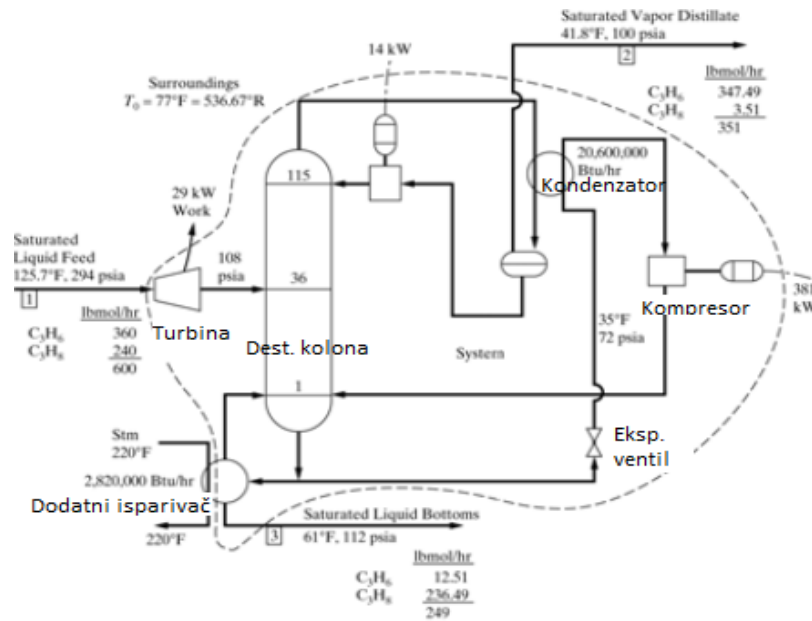 Saturated Vapor Distillate
41.8°F, 100 psia
2
lbmol/hr
C₃H₆ 347.49
C₃H₈ 3.51
351
14 kW
Surroundings
T₀ = 77°F = 536.67°R
115
20,600,000
Btu/hr
Kondenzator
29 kW
Work
Saturated
Liquid Feed
125.7°F, 294 psia
1
108
psia
36
lbmol/hr
C₃H₆ 360
C₃H₈ 240
600
Turbina
Dest. kolona
System
35°F
72 psia
Kompresor
381
kW
1
Stm
220°F
2,820,000 Btu/hr
Dodatni isparivač
220°F
Eksp.
ventil
Saturated Liquid Bottoms
3
61°F, 112 psia
lbmol/hr
C₃H₆ 12.51
C₃H₈ 236.49
249